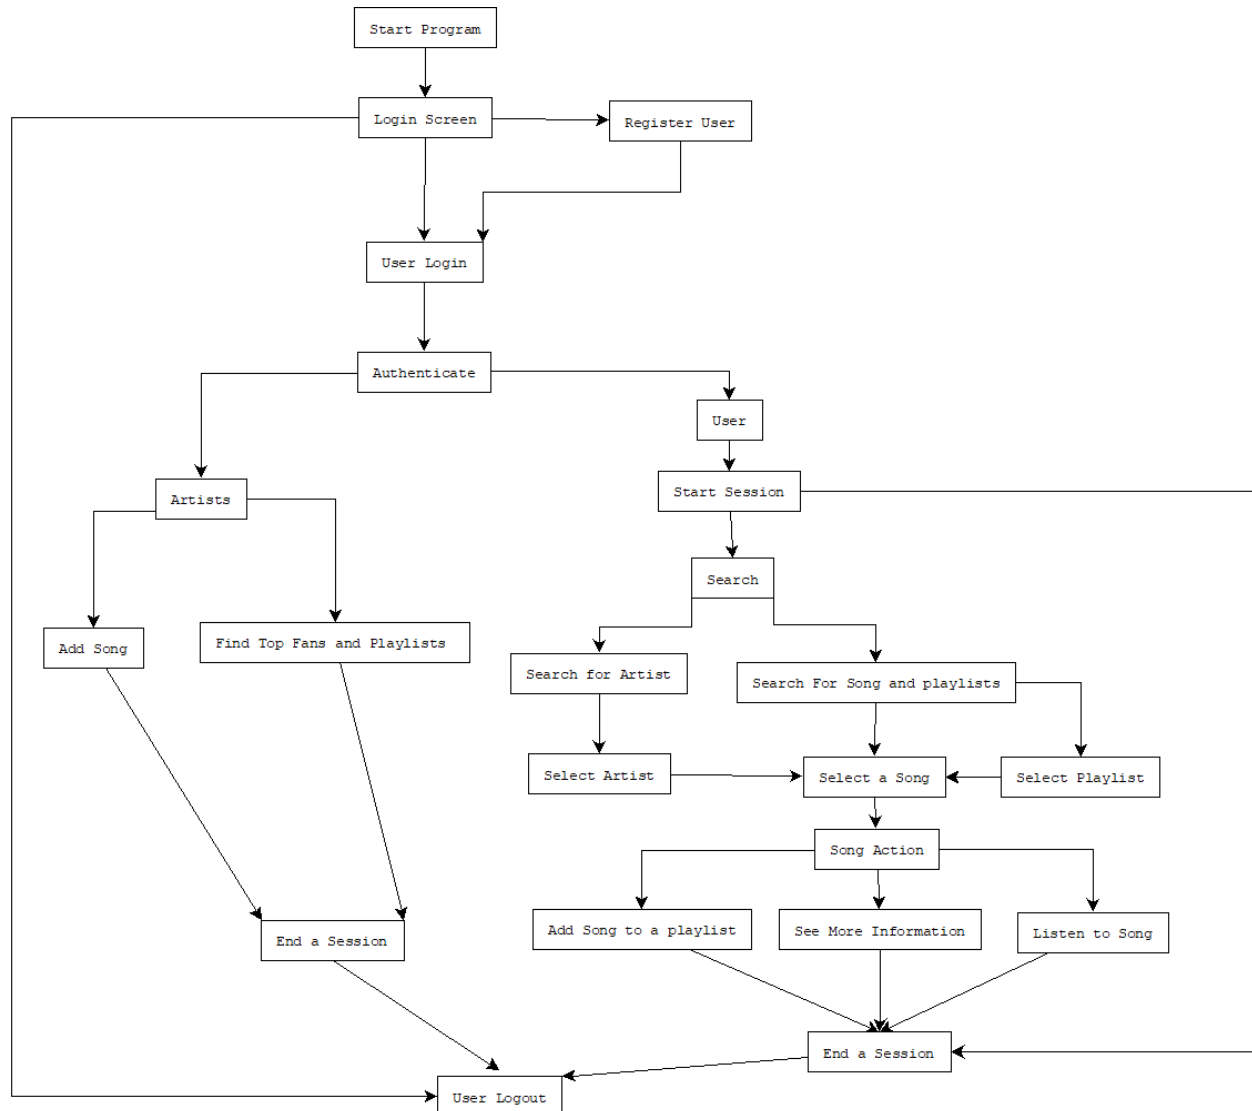 Start Program
Login Screen
Register User
User Login
Authenticate
User
Artists
Start Session
Search
Add Song
Find Top Fans and Playlists
Search for Artist
Search For Song and playlists
Select Artist
Select a Song
Select Playlist
Song Action
Add Song to a playlist
See More Information
Listen to Song
End a Session
End a Session
User Logout